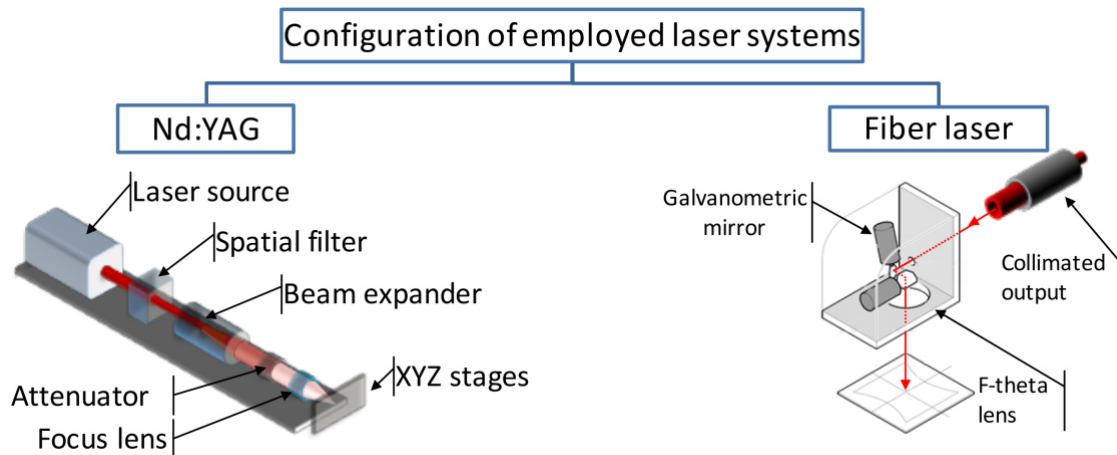 Configuration of employed laser systems
Nd:YAG
Fiber laser
Laser source
Spatial filter
Beam expander
Attenuator
Focus lens
XYZ stages
Galvanometric
mirror
Collimated
output
F-theta
lens